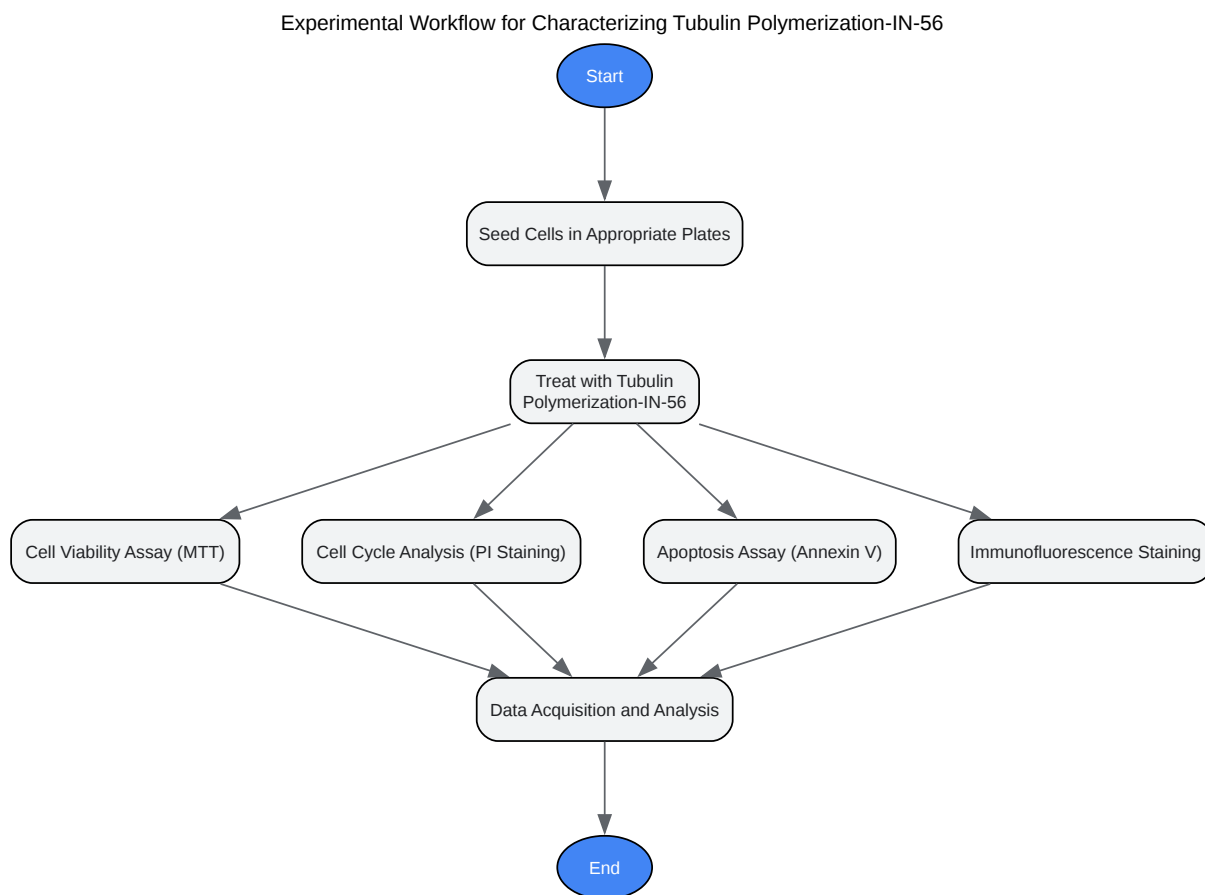 Experimental Workflow for Characterizing Tubulin Polymerization-IN-56
Start
Seed Cells in Appropriate Plates
Treat with Tubulin
Polymerization-IN-56
Cell Viability Assay (MTT)
Cell Cycle Analysis (PI Staining)
Apoptosis Assay (Annexin V)
Immunofluorescence Staining
Data Acquisition and Analysis
End